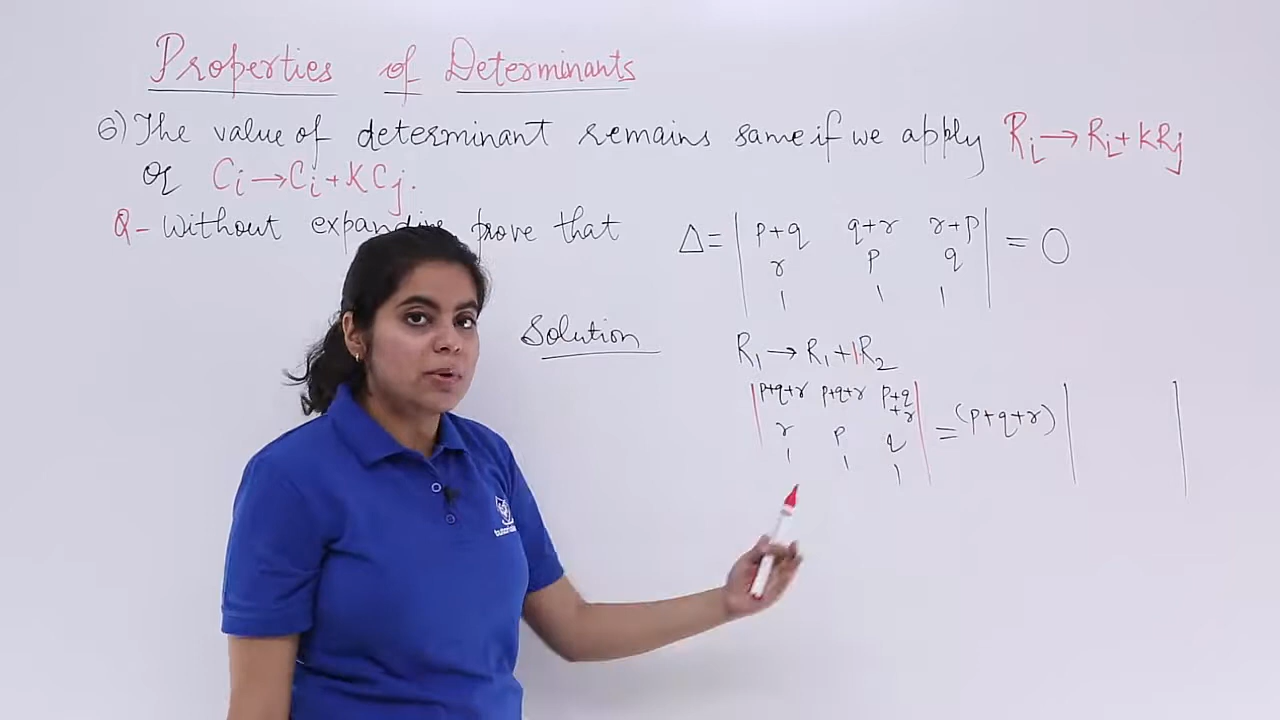 Properties of Determinants
6) The value of determinant remains same if we apply Ri → Ri + KRj
or Ci → Ci + KCj.
Q- Without expanding prove that Δ = | p+q q+r r+p | = 0
r p q
1 1 1
Solution
R1 → R1 + 1R2
| p+q+r p+q+r p+q+r | = (p+q+r) | |
r p q
1 1 1